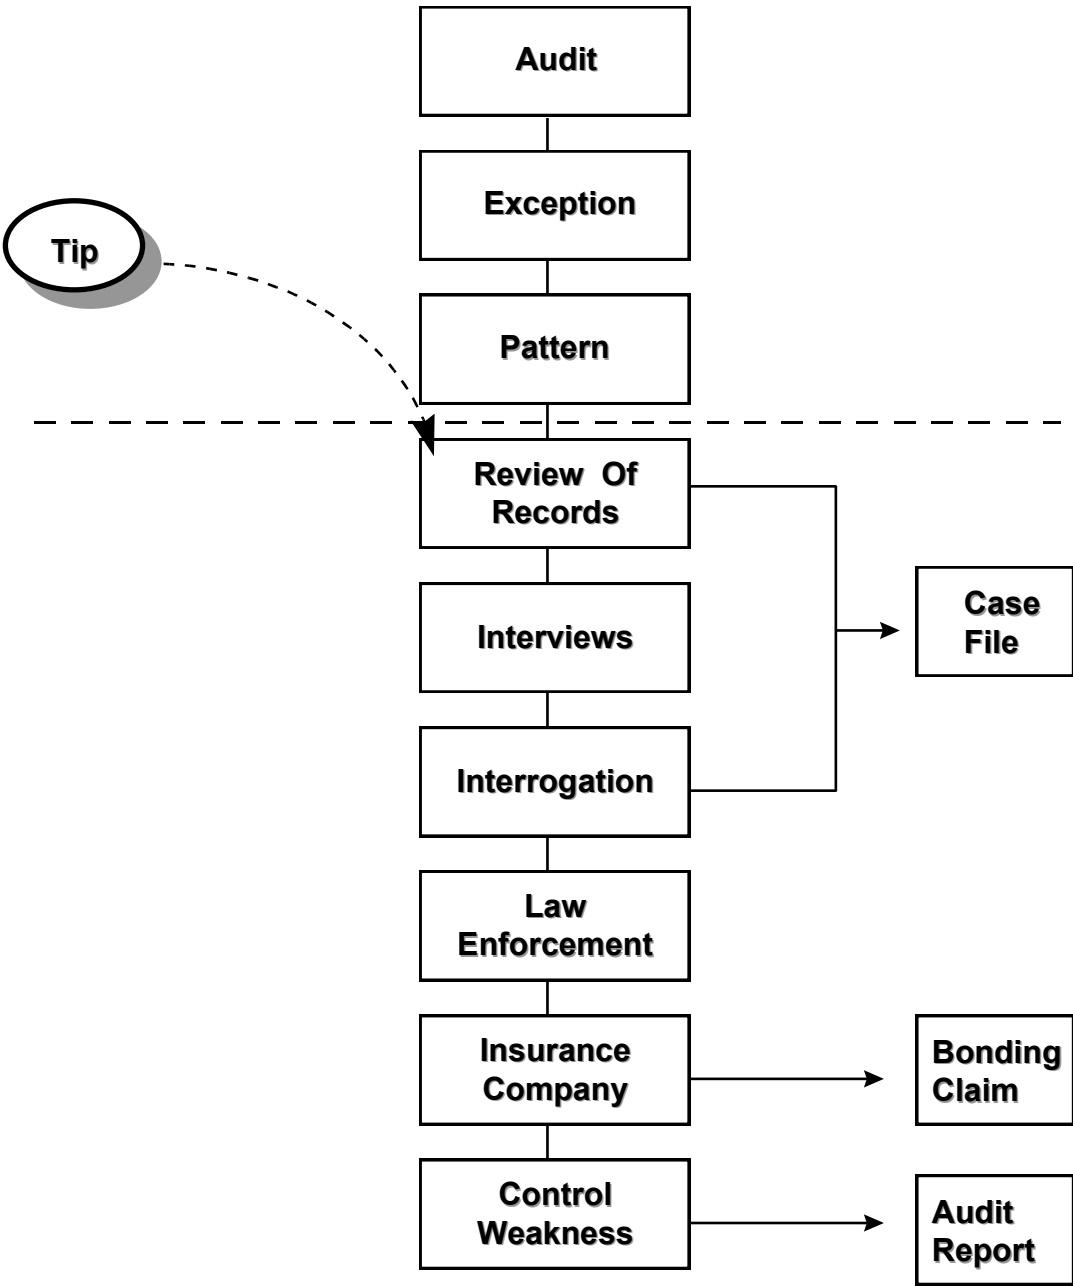 Audit
Exception
Tip
Pattern
Review Of
Records
Case
File
Interviews
Interrogation
Law
Enforcement
Insurance
Company
Bonding
Claim
Control
Weakness
Audit
Report